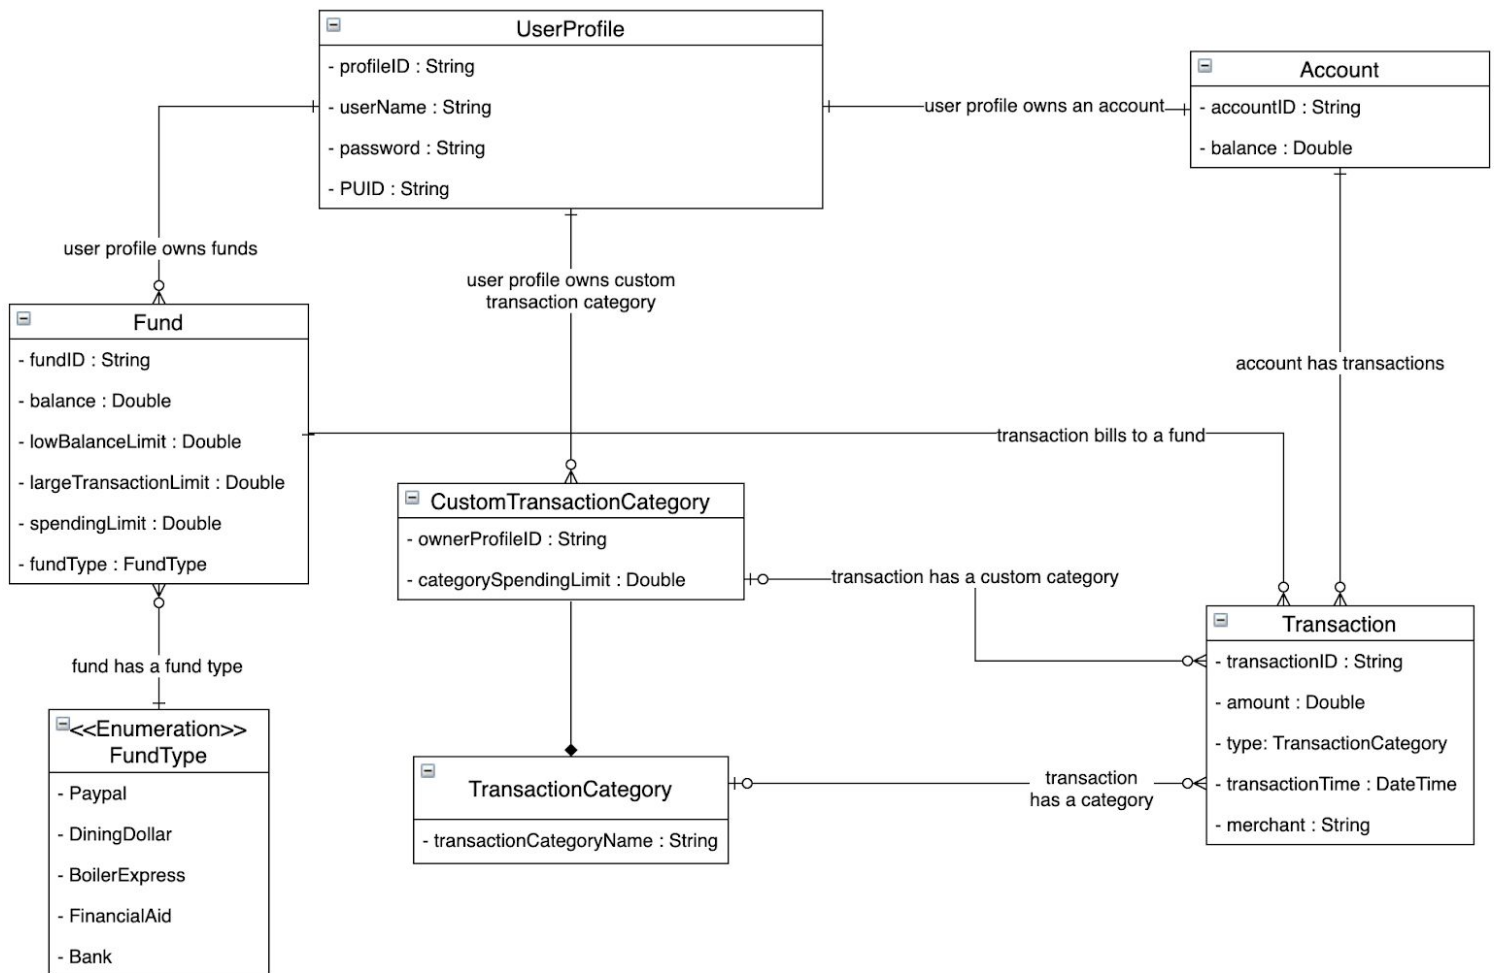 UserProfile
- profileID : String
- userName : String
- password : String
- PUID : String
Account
- accountID : String
- balance : Double
user profile owns an account
user profile owns funds
user profile owns custom
transaction category
Fund
- fundID : String
- balance : Double
- lowBalanceLimit : Double
- largeTransactionLimit : Double
- spendingLimit : Double
- fundType : FundType
account has transactions
transaction bills to a fund
CustomTransactionCategory
- ownerProfileID : String
- categorySpendingLimit : Double
transaction has a custom category
Transaction
- transactionID : String
- amount : Double
- type: TransactionCategory
- transactionTime : DateTime
- merchant : String
fund has a fund type
<<Enumeration>>
FundType
- Paypal
- DiningDollar
- BoilerExpress
- FinancialAid
- Bank
TransactionCategory
- transactionCategoryName : String
transaction
has a category